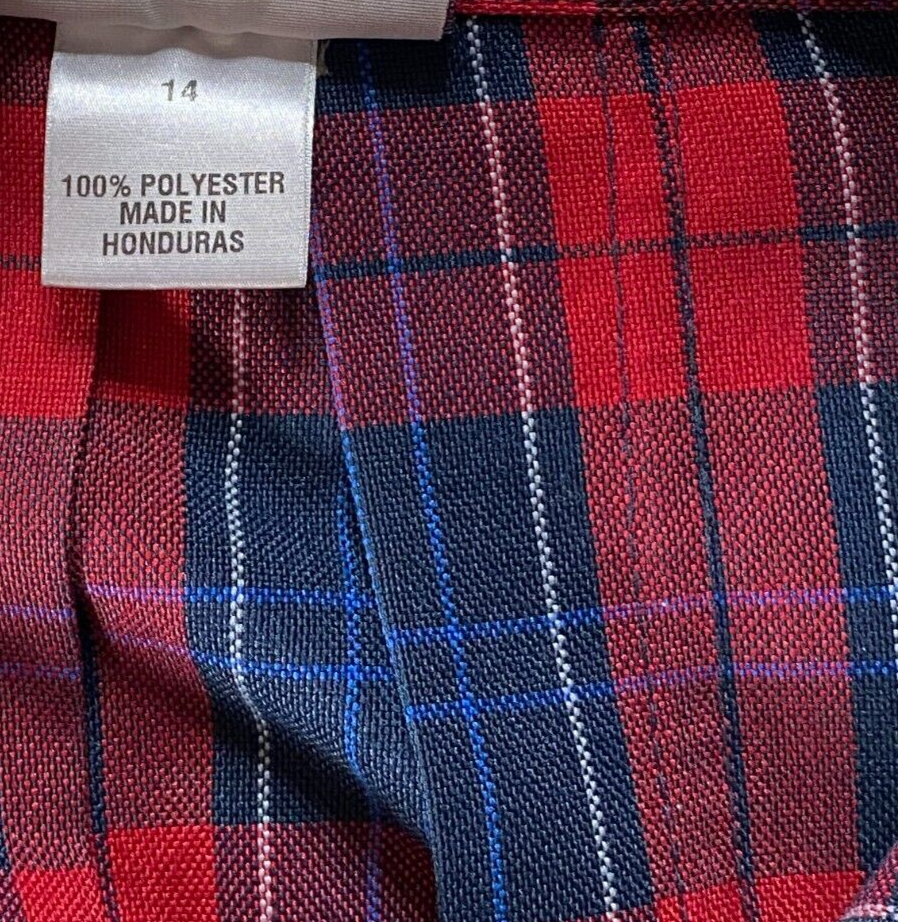 14
100% POLYESTER
MADE IN
HONDURAS